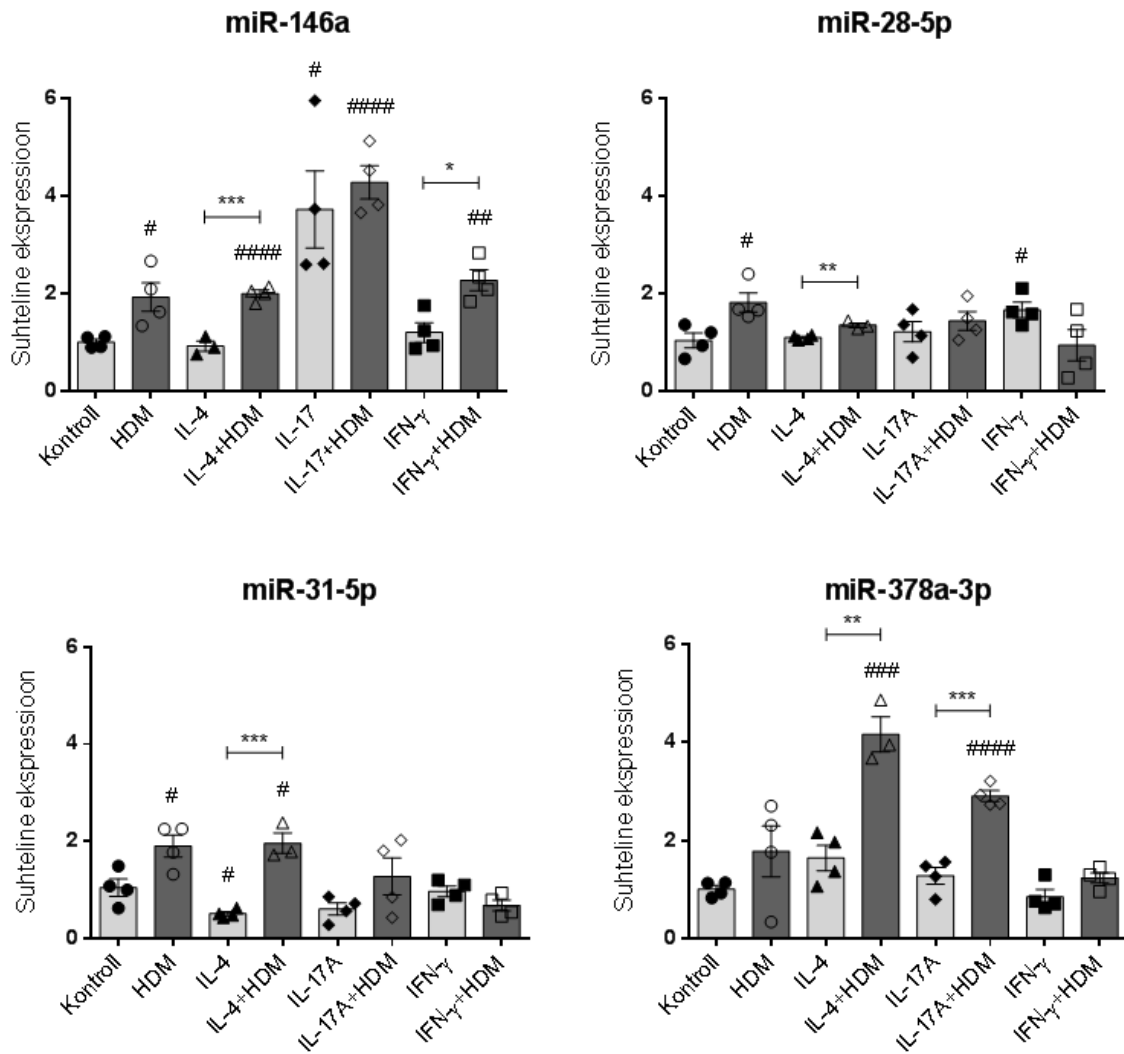 miR-146a
Suhteline ekspressioon
6
4
2
0
#
***
####
#
####
*
##
Kontroll
HDM
IL-4
IL-4+HDM
IL-17
IL-17+HDM
IFN-γ
IFN-γ+HDM
miR-28-5p
Suhteline ekspressioon
6
4
2
0
#
**
#
Kontroll
HDM
IL-4
IL-4+HDM
IL-17A
IL-17A+HDM
IFN-γ
IFN-γ+HDM
miR-31-5p
Suhteline ekspressioon
6
4
2
0
#
#
***
#
Kontroll
HDM
IL-4
IL-4+HDM
IL-17A
IL-17A+HDM
IFN-γ
IFN-γ+HDM
miR-378a-3p
Suhteline ekspressioon
6
4
2
0
**
###
***
####
Kontroll
HDM
IL-4
IL-4+HDM
IL-17A
IL-17A+HDM
IFN-γ
IFN-γ+HDM